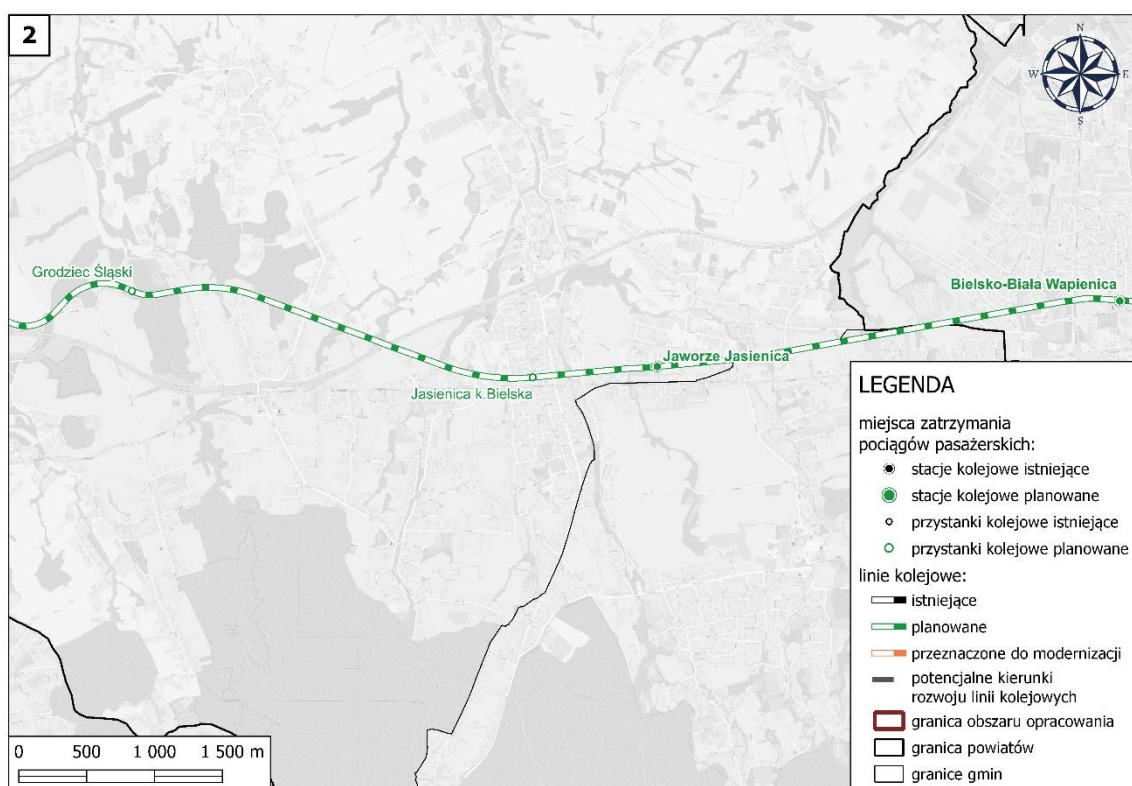 2
N
W
E
S
Grodziec Śląski
Bielsko-Biała Wapienica
Jaworze Jasienica
Jasienica k.Bielska
LEGENDA
miejsca zatrzymania
pociągów pasażerskich:
stacje kolejowe istniejące
stacje kolejowe planowane
przystanki kolejowe istniejące
przystanki kolejowe planowane
linie kolejowe:
istniejące
planowane
przeznaczone do modernizacji
potencjalne kierunki
rozwoju linii kolejowych
granica obszaru opracowania
granica powiatów
granice gmin
0 500 1 000 1 500 m